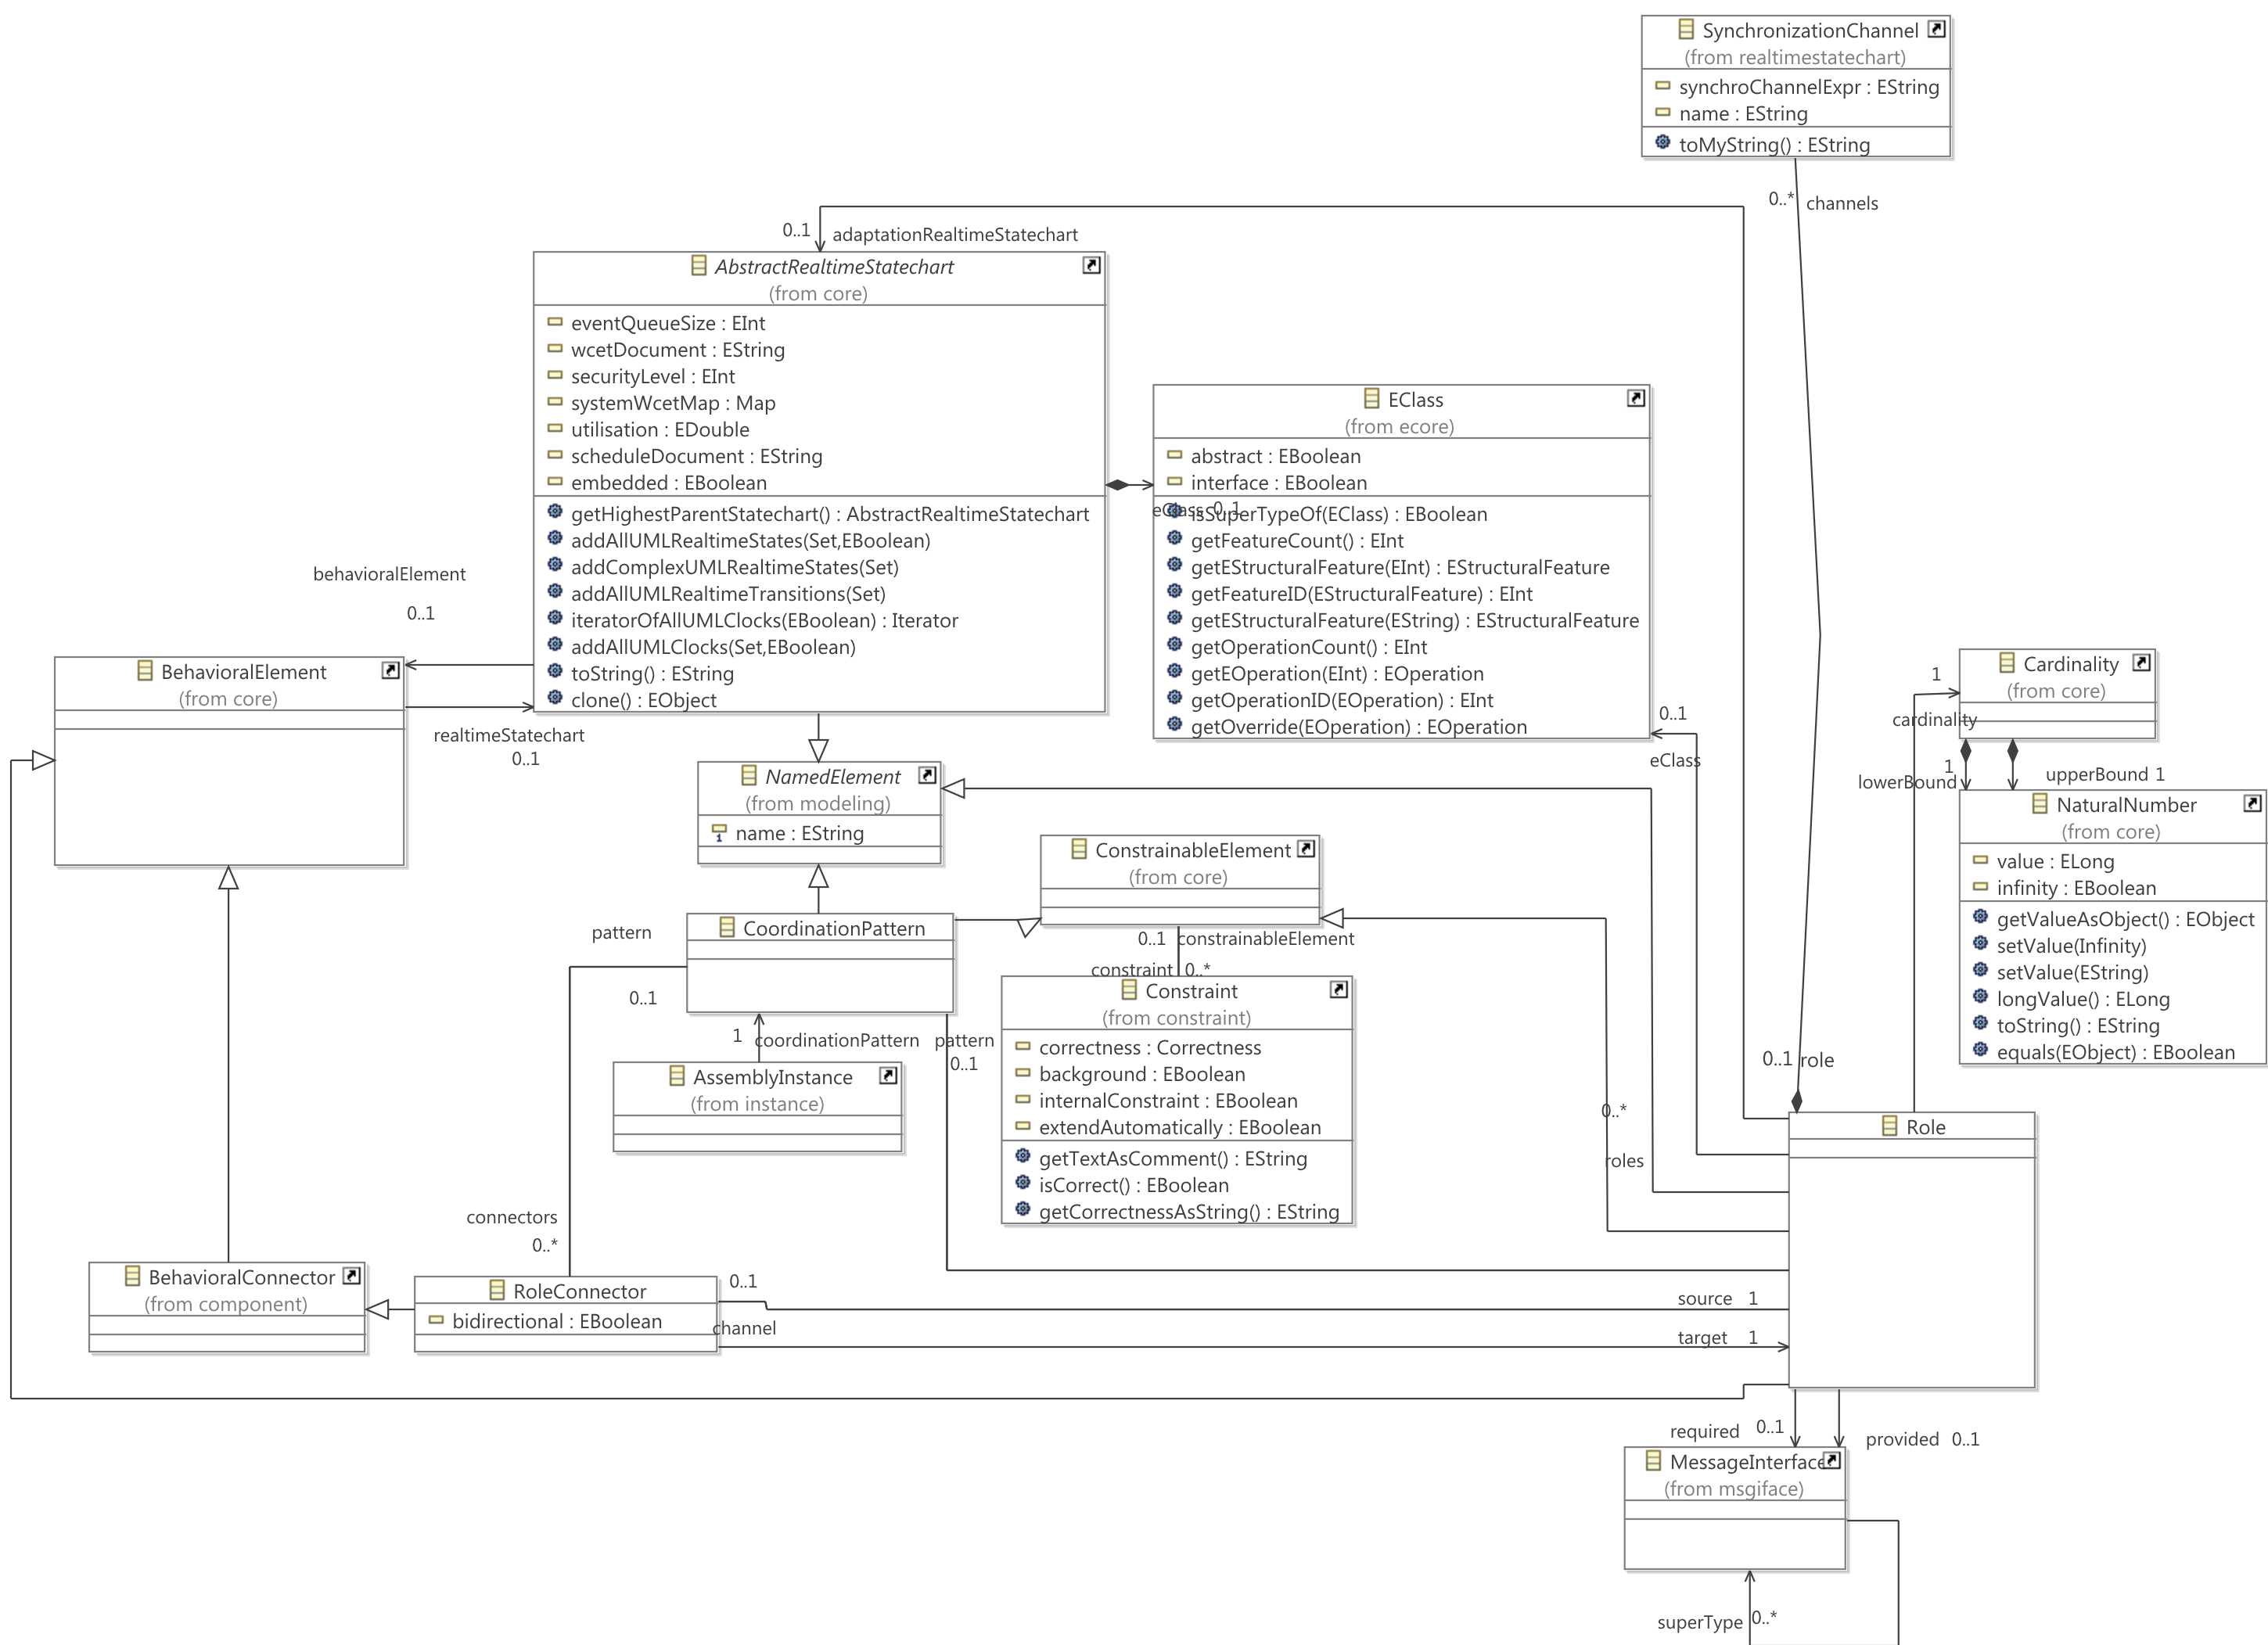 SynchronizationChannel
(from realtimestatechart)
synchroChannelExpr : EString
name : EString
toMyString() : EString
0..*
channels
0..1
adaptationRealtimeStatechart
AbstractRealtimeStatechart
(from core)
eventQueueSize : EInt
wcetDocument : EString
securityLevel : EInt
systemWcetMap : Map
utilisation : EDouble
scheduleDocument : EString
embedded : EBoolean
getHighestParentStatechart() : AbstractRealtimeStatechart
addAllUMLRealtimeStates(Set,EBoolean)
addComplexUMLRealtimeStates(Set)
addAllUMLRealtimeTransitions(Set)
iteratorOfAllUMLClocks(EBoolean) : Iterator
addAllUMLClocks(Set,EBoolean)
toString() : EString
clone() : EObject
EClass
(from ecore)
abstract : EBoolean
interface : EBoolean
eClass 0..1
isSuperTypeOf(EClass) : EBoolean
getFeatureCount() : EInt
getEStructuralFeature(EInt) : EStructuralFeature
getFeatureID(EStructuralFeature) : EInt
getEStructuralFeature(EString) : EStructuralFeature
getOperationCount() : EInt
getEOperation(EInt) : EOperation
getOperationID(EOperation) : EInt
getOverride(EOperation) : EOperation
0..1
eClass
behavioralElement
0..1
BehavioralElement
(from core)
realtimeStatechart
0..1
1
Cardinality
(from core)
cardinality
1
lowerBound
upperBound 1
NaturalNumber
(from core)
value : ELong
infinity : EBoolean
getValueAsObject() : EObject
setValue(Infinity)
setValue(EString)
longValue() : ELong
toString() : EString
equals(EObject) : EBoolean
NamedElement
(from modeling)
1
name : EString
ConstrainableElement
(from core)
0..1 constrainableElement
constraint 0..*
CoordinationPattern
pattern
0..1
1
coordinationPattern
pattern
0..1
AssemblyInstance
(from instance)
Constraint
(from constraint)
correctness : Correctness
background : EBoolean
internalConstraint : EBoolean
extendAutomatically : EBoolean
getTextAsComment() : EString
isCorrect() : EBoolean
getCorrectnessAsString() : EString
0..1 role
0..*
roles
Role
connectors
0..*
BehavioralConnector
(from component)
RoleConnector
bidirectional : EBoolean
0..1
channel
source 1
target 1
required 0..1
provided 0..1
MessageInterface
(from msgiface)
superType 0..*